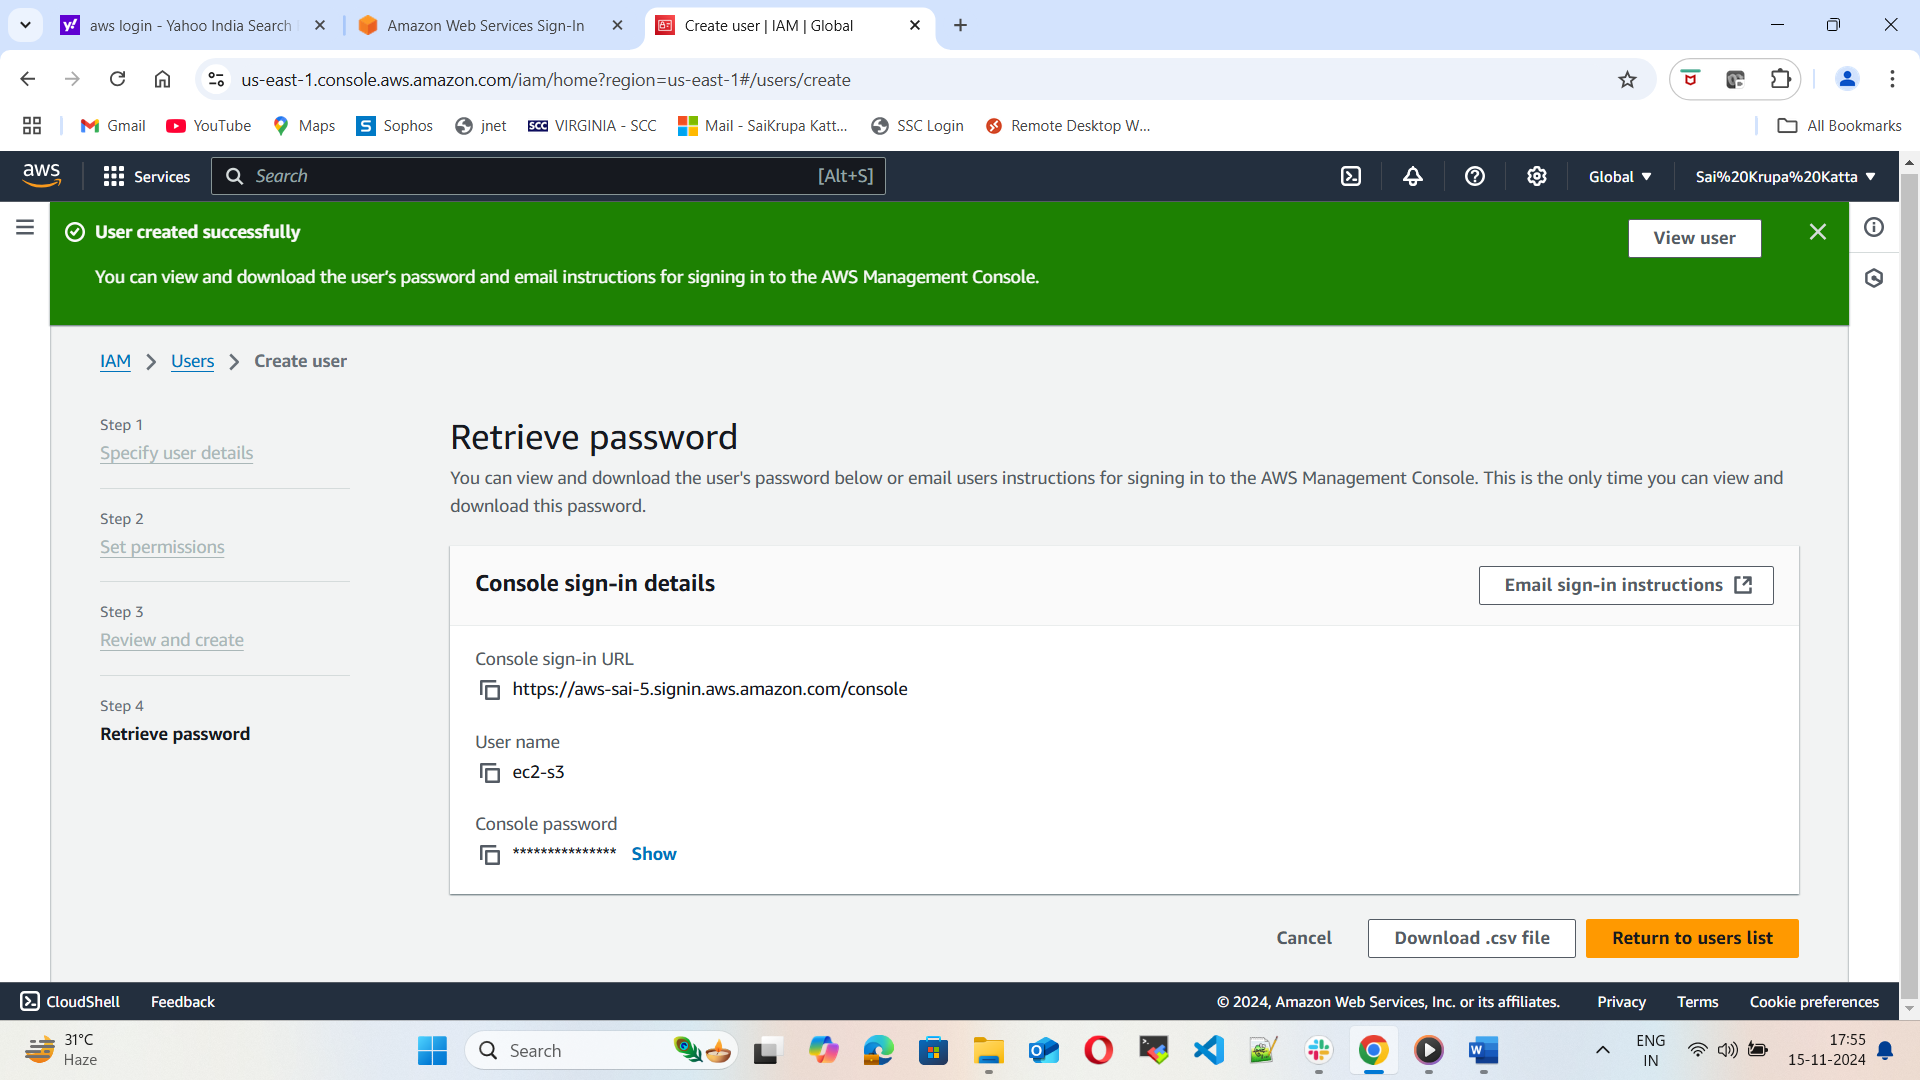 aws login - Yahoo India Search
Amazon Web Services Sign-In
Create user | IAM | Global
us-east-1.console.aws.amazon.com/iam/home?region=us-east-1#/users/create
Gmail
YouTube
Maps
Sophos
jnet
SCC VIRGINIA - SCC
Mail - SaiKrupa Katt...
SSC Login
Remote Desktop W...
All Bookmarks
aws
Services
Search
[Alt+S]
Global
Sai%20Krupa%20Katta
User created successfully
View user
You can view and download the user's password and email instructions for signing in to the AWS Management Console.
IAM
Users
Create user
Step 1
Specify user details
Step 2
Set permissions
Step 3
Review and create
Step 4
Retrieve password
Retrieve password
You can view and download the user's password below or email users instructions for signing in to the AWS Management Console. This is the only time you can view and
download this password.
Console sign-in details
Email sign-in instructions
Console sign-in URL
https://aws-sai-5.signin.aws.amazon.com/console
User name
ec2-s3
Console password
*************** Show
Cancel
Download .csv file
Return to users list
CloudShell
Feedback
© 2024, Amazon Web Services, Inc. or its affiliates.
Privacy
Terms
Cookie preferences
31°C
Haze
Search
ENG
IN
17:55
15-11-2024